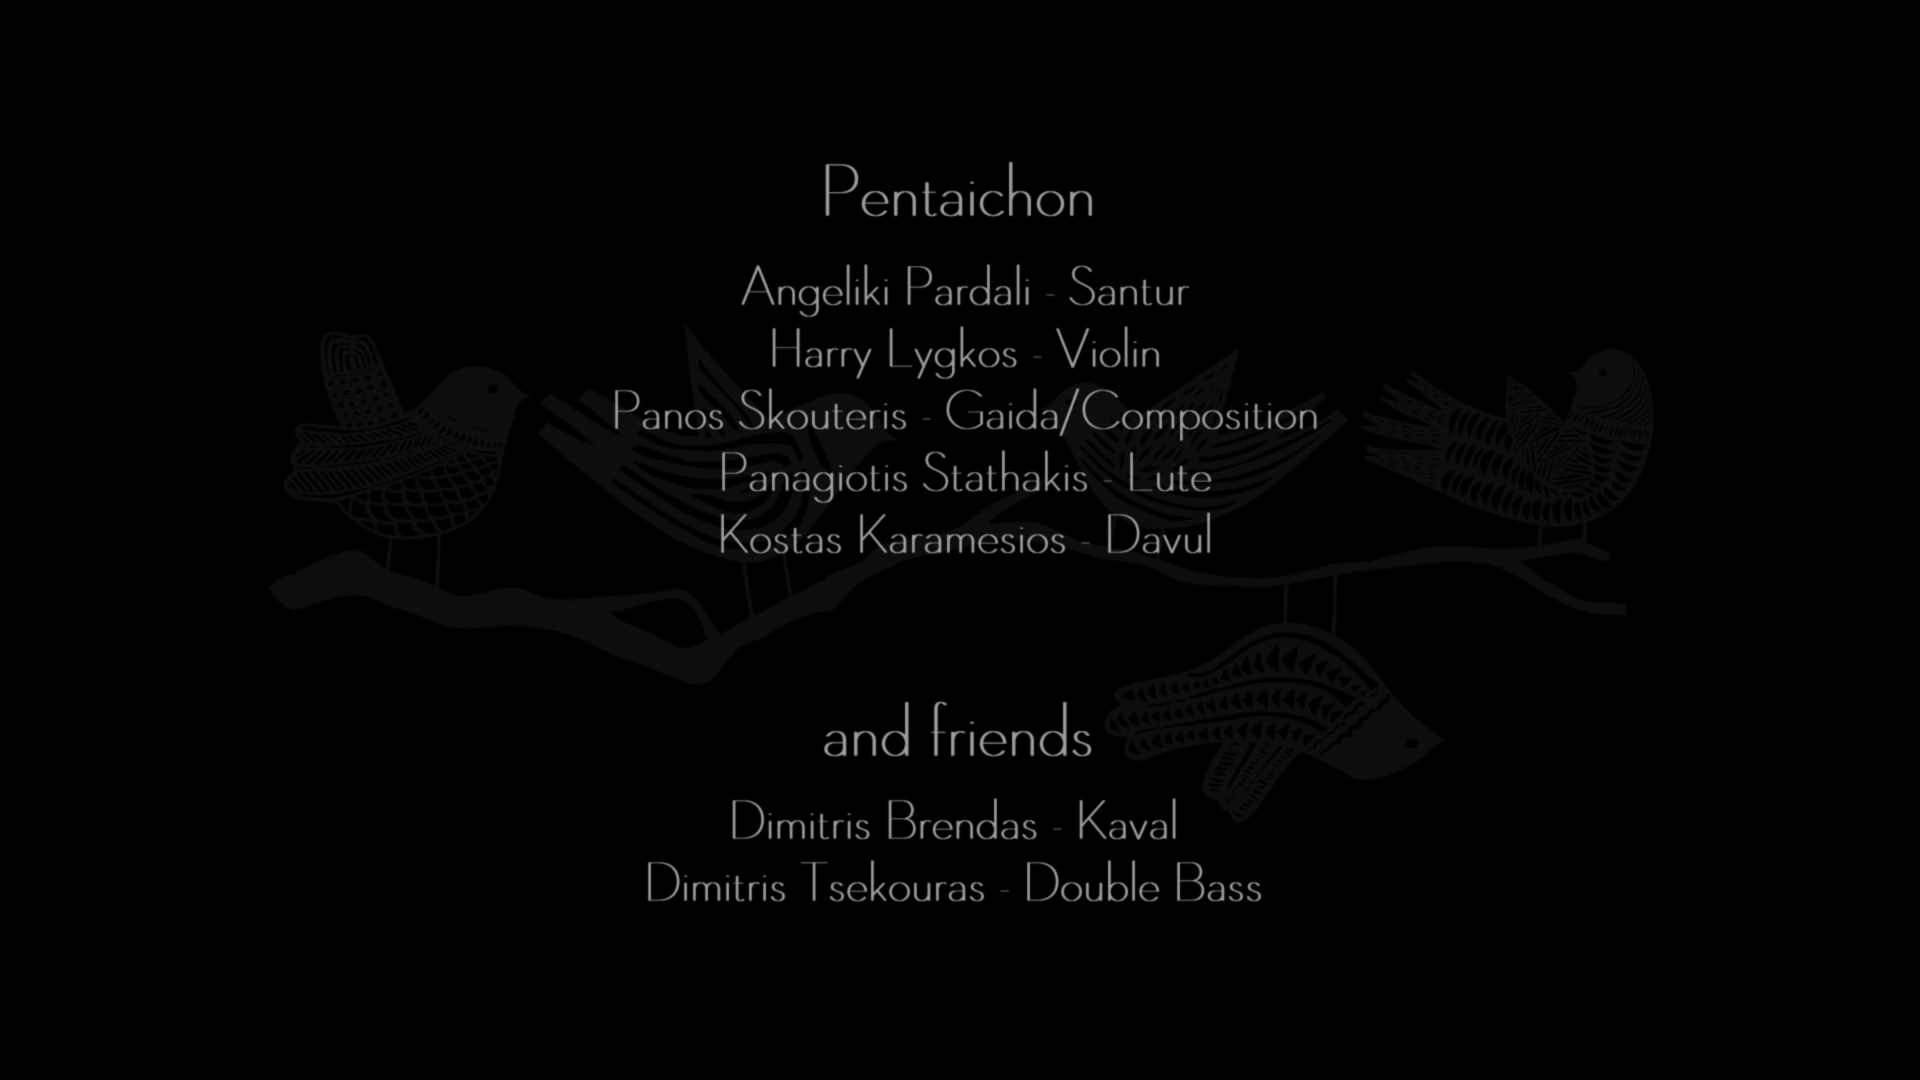 Pentaichon
Angeliki Pardali - Santur
Harry Lygkos - Violin
Panos Skouteris - Gaida/Composition
Panagiotis Stathakis - Lute
Kostas Karamesios - Davul
and friends
Dimitris Brendas - Kaval
Dimitris Tsekouras - Double Bass